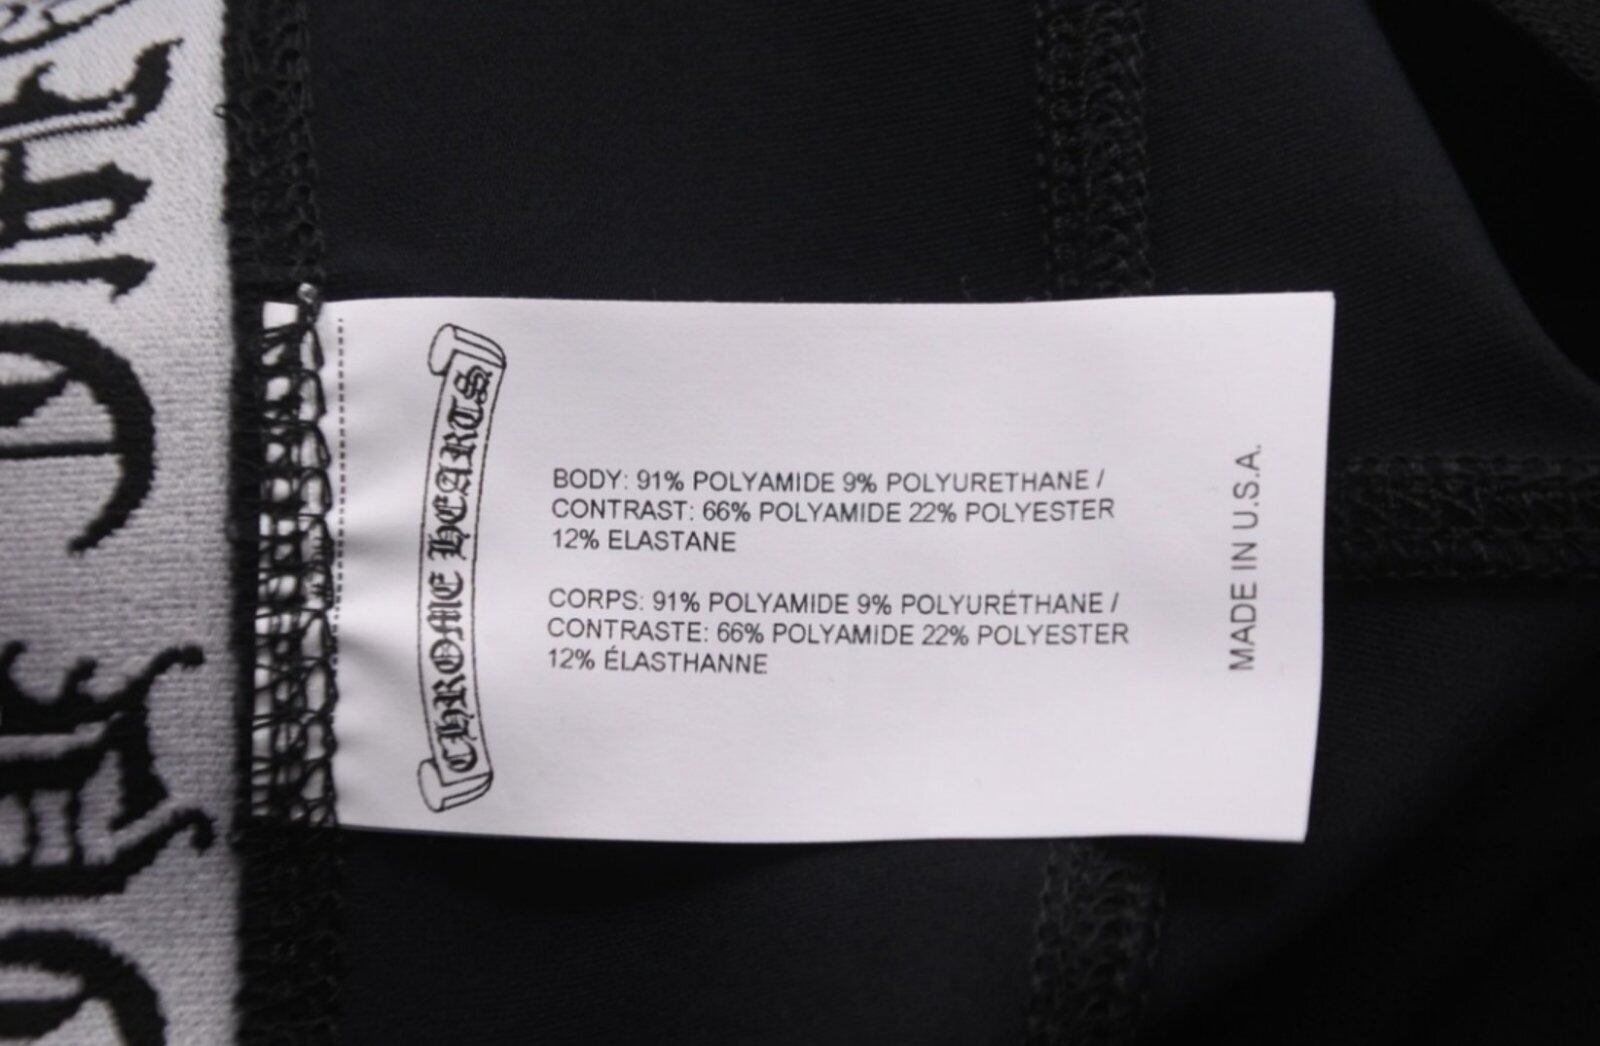 CHROME HEARTS
BODY: 91% POLYAMIDE 9% POLYURETHANE /
CONTRAST: 66% POLYAMIDE 22% POLYESTER
12% ELASTANE
CORPS: 91% POLYAMIDE 9% POLYURÉTHANE /
CONTRASTE: 66% POLYAMIDE 22% POLYESTER
12% ÉLASTHANNE
MADE IN U.S.A.